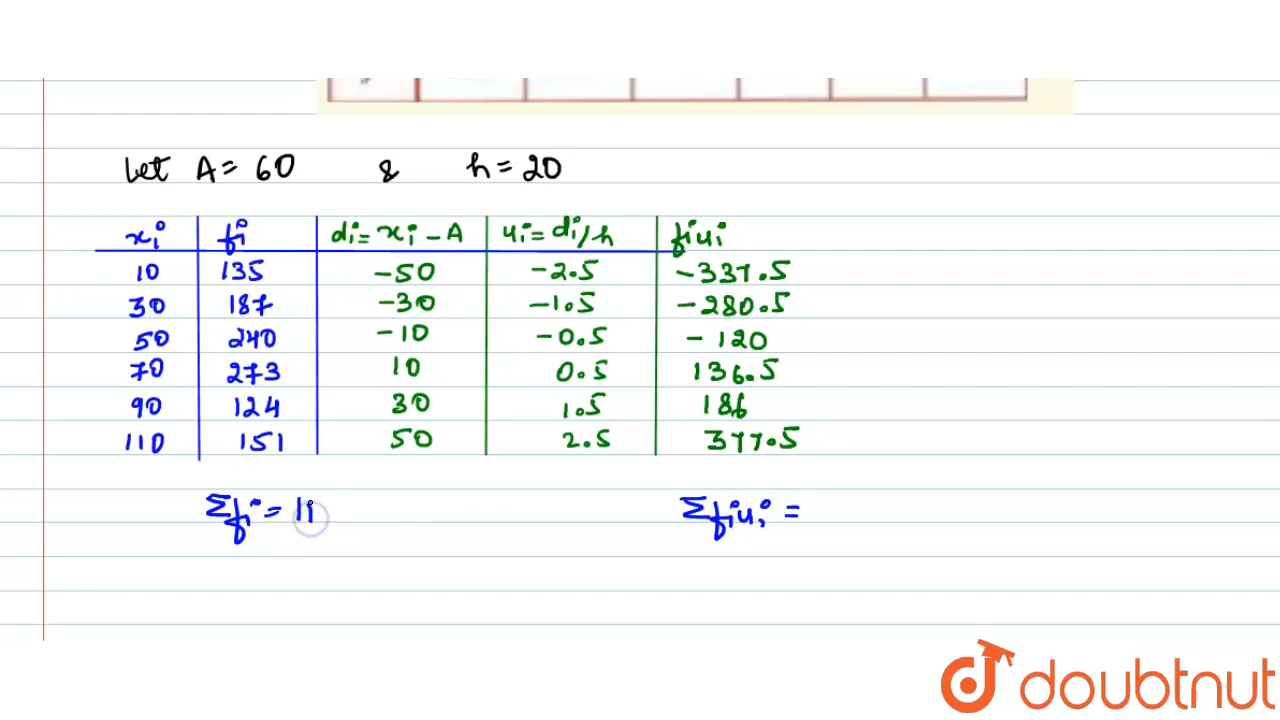 Let A = 60 & h = 20
xi fi di = xi - A ui = di/h fiui
10 135 -50 -2.5 -337.5
30 187 -30 -1.5 -280.5
50 240 -10 -0.5 -120
70 273 10 0.5 136.5
90 124 30 1.5 186
110 151 50 2.5 377.5
Σfi = 11 Σfiui =
doubtnut